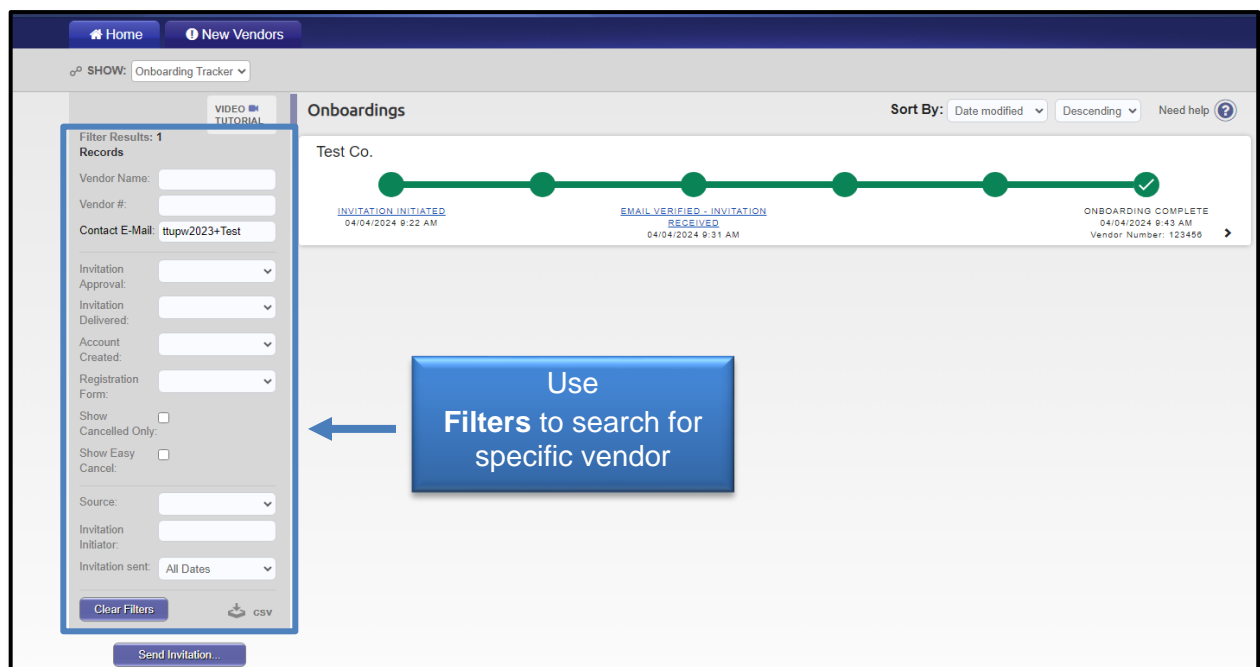 Home
New Vendors
SHOW: Onboarding Tracker
VIDEO
TUTORIAL
Onboardings
Sort By: Date modified Descending Need help ?
Filter Results: 1
Records
Vendor Name:
Vendor #:
Contact E-Mail: ttupw2023+Test
Invitation
Approval:
Invitation
Delivered:
Account
Created:
Registration
Form:
Show
Cancelled Only:
Show Easy
Cancel:
Source:
Invitation
Initiator:
Invitation sent: All Dates
Clear Filters
CSV
Send Invitation...
Test Co.
INVITATION INITIATED
04/04/2024 9:22 AM
EMAIL VERIFIED - INVITATION
RECEIVED
04/04/2024 9:31 AM
ONBOARDING COMPLETE
04/04/2024 9:43 AM
Vendor Number: 123456
Use
Filters to search for
specific vendor